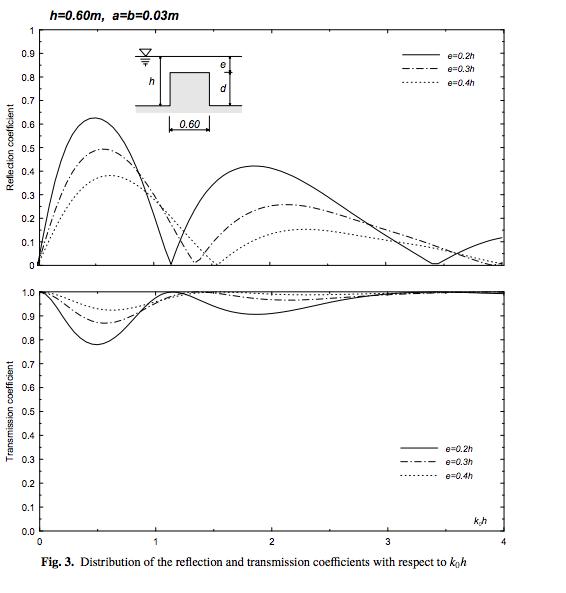 h=0.60m, a=b=0.03m
1
0.9
0.8
0.7
0.6
0.5
0.4
0.3
0.2
0.1
0
Reflection coefficient
h
e
d
0.60
e=0.2h
e=0.3h
e=0.4h
1.0
0.9
0.8
0.7
0.6
0.5
0.4
0.3
0.2
0.1
0.0
Transmission coefficient
e=0.2h
e=0.3h
e=0.4h
k₀h
0 1 2 3 4
Fig. 3. Distribution of the reflection and transmission coefficients with respect to k₀h